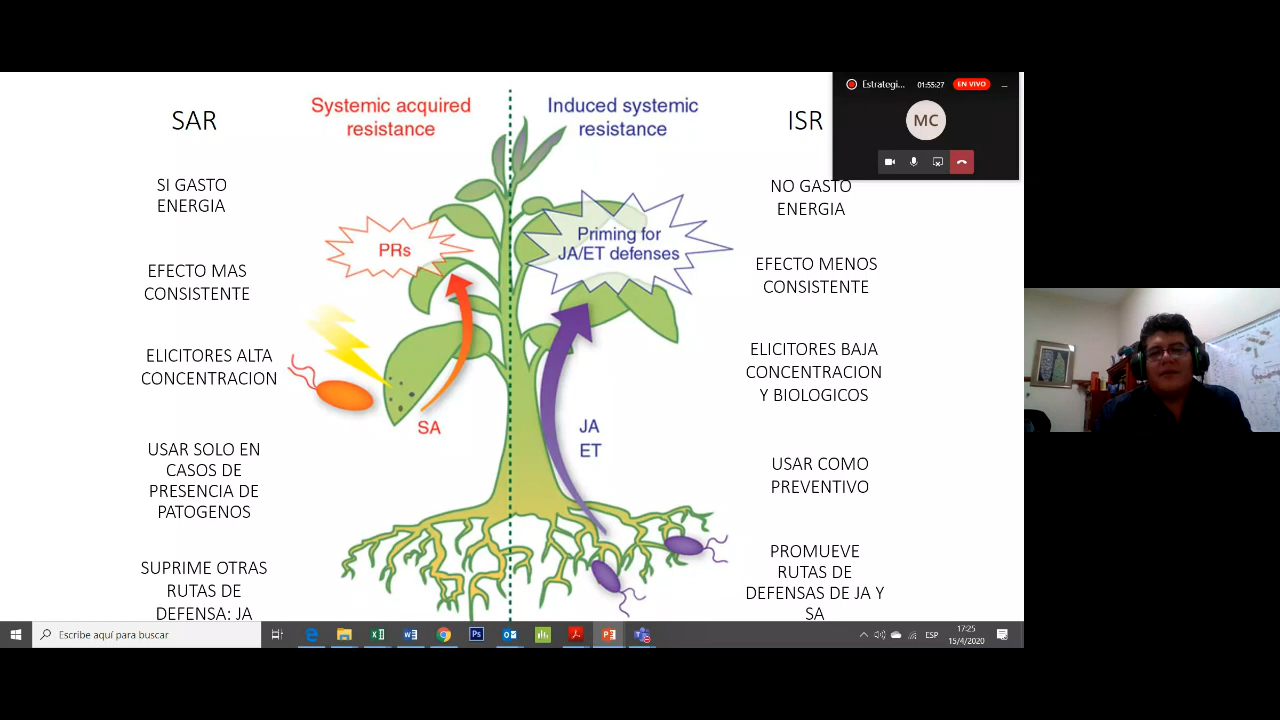 SAR
SI GASTO
ENERGIA
EFECTO MAS
CONSISTENTE
ELICITORES ALTA
CONCENTRACION
USAR SOLO EN
CASOS DE
PRESENCIA DE
PATOGENOS
SUPRIME OTRAS
RUTAS DE
DEFENSA: JA
Systemic acquired
resistance
PRs
SA
Induced systemic
resistance
Priming for
JA/ET defenses
JA
ET
ISR
NO GASTO
ENERGIA
EFECTO MENOS
CONSISTENTE
ELICITORES BAJA
CONCENTRACION
Y BIOLOGICOS
USAR COMO
PREVENTIVO
PROMUEVE
RUTAS DE
DEFENSAS DE JA Y
SA
Estrategi... 01:55:27 EN VIVO
MC
Escribe aquí para buscar
ESP
17:25
15/4/2020